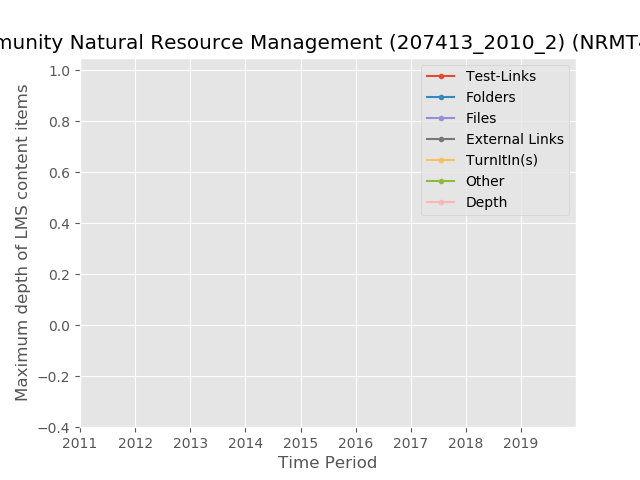 munity Natural Resource Management (207413_2010_2) (NRMT4
1.0
0.8
0.6
0.4
0.2
0.0
−0.2
−0.4
Maximum depth of LMS content items
Test-Links
Folders
Files
External Links
TurnItIn(s)
Other
Depth
2011 2012 2013 2014 2015 2016 2017 2018 2019
Time Period